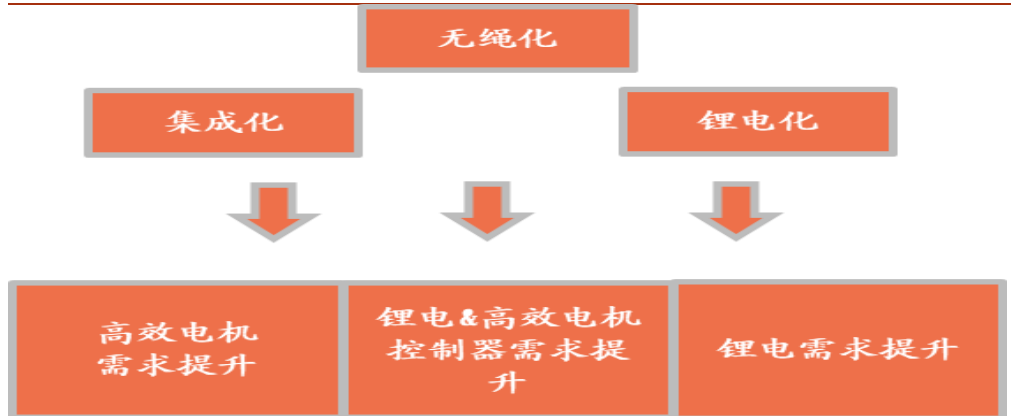 无绳化
集成化
锂电化
高效电机
需求提升
锂电&高效电机
控制器需求提
升
锂电需求提升